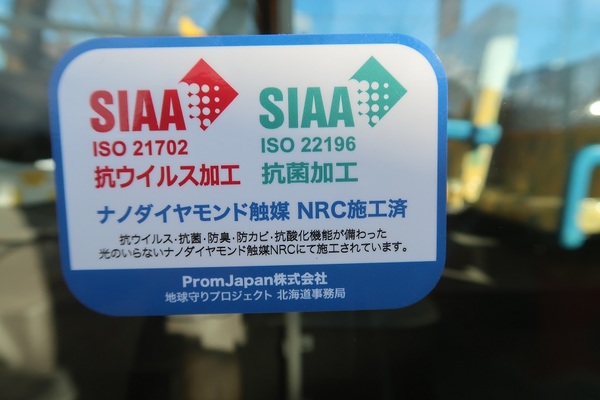 SIAA
ISO 21702
抗ウイルス加工
SIAA
ISO 22196
抗菌加工
ナノダイヤモンド触媒 NRC施工済
抗ウイルス・抗菌・防臭・防カビ・抗酸化機能が備わった
光のいらないナノダイヤモンド触媒NRCにて施工されています。
PromJapan株式会社
地球守りプロジェクト 北海道事務局